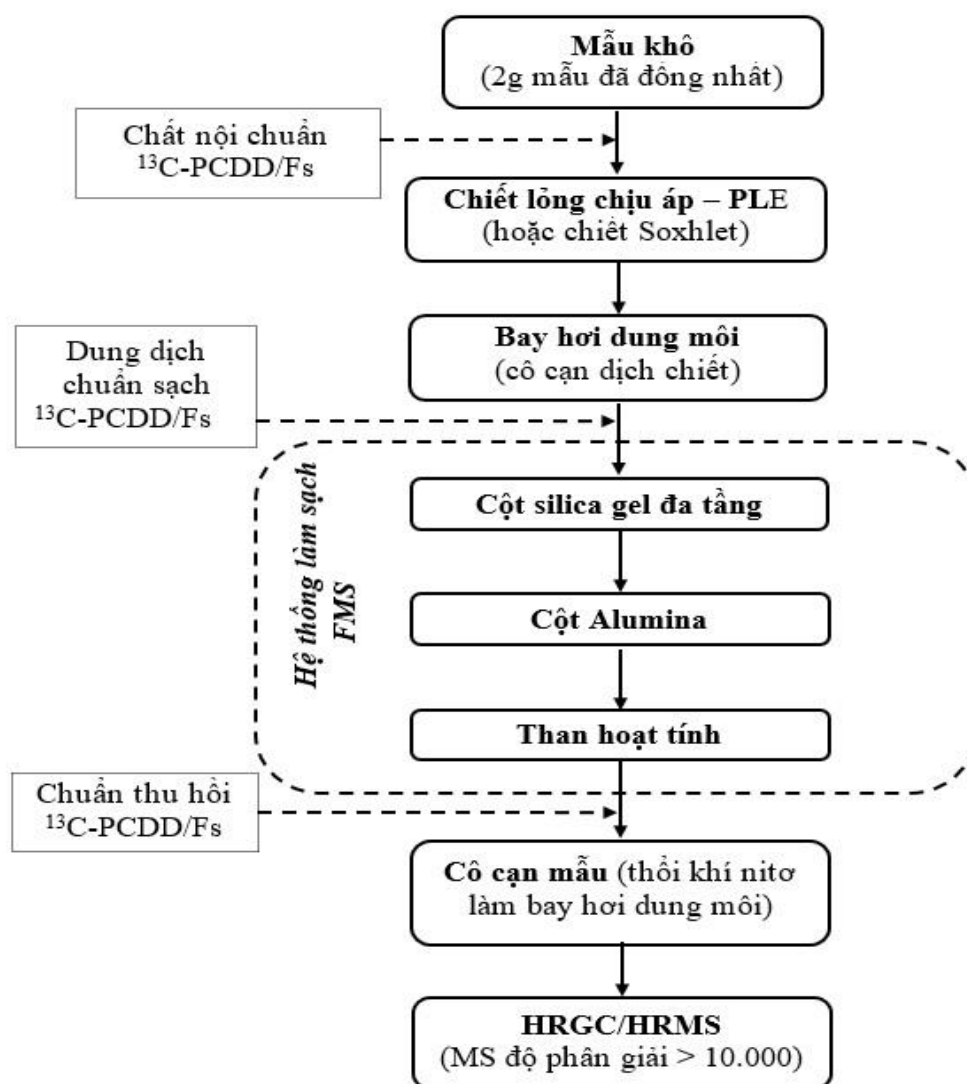 Mẫu khô
(2g mẫu đã đồng nhất)
Chất nội chuẩn
¹³C-PCDD/Fs
Chiết lỏng chịu áp – PLE
(hoặc chiết Soxhlet)
Bay hơi dung môi
(cô cạn dịch chiết)
Dung dịch
chuẩn sạch
¹³C-PCDD/Fs
Hệ thống làm sạch
FMS
Cột silica gel đa tầng
Cột Alumina
Than hoạt tính
Chuẩn thu hồi
¹³C-PCDD/Fs
Cô cạn mẫu (thổi khí nitơ
làm bay hơi dung môi)
HRGC/HRMS
(MS độ phân giải > 10.000)